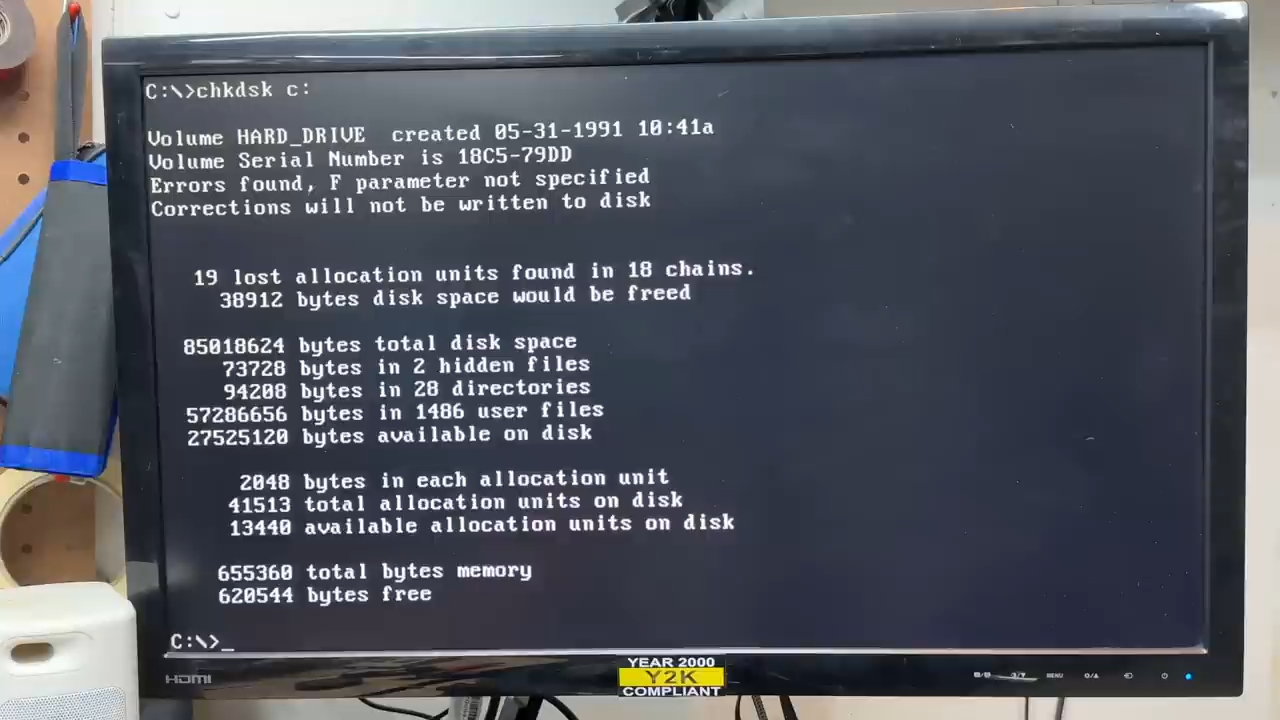 C:\>chkdsk c:
Volume HARD_DRIVE created 05-31-1991 10:41a
Volume Serial Number is 18C5-79DD
Errors found, F parameter not specified
Corrections will not be written to disk
19 lost allocation units found in 18 chains.
38912 bytes disk space would be freed
85018624 bytes total disk space
73728 bytes in 2 hidden files
94208 bytes in 28 directories
57286656 bytes in 1486 user files
27525120 bytes available on disk
2048 bytes in each allocation unit
41513 total allocation units on disk
13440 available allocation units on disk
655360 total bytes memory
620544 bytes free
C:\>_
HDMI
YEAR 2000
Y2K
COMPLIANT
MENU